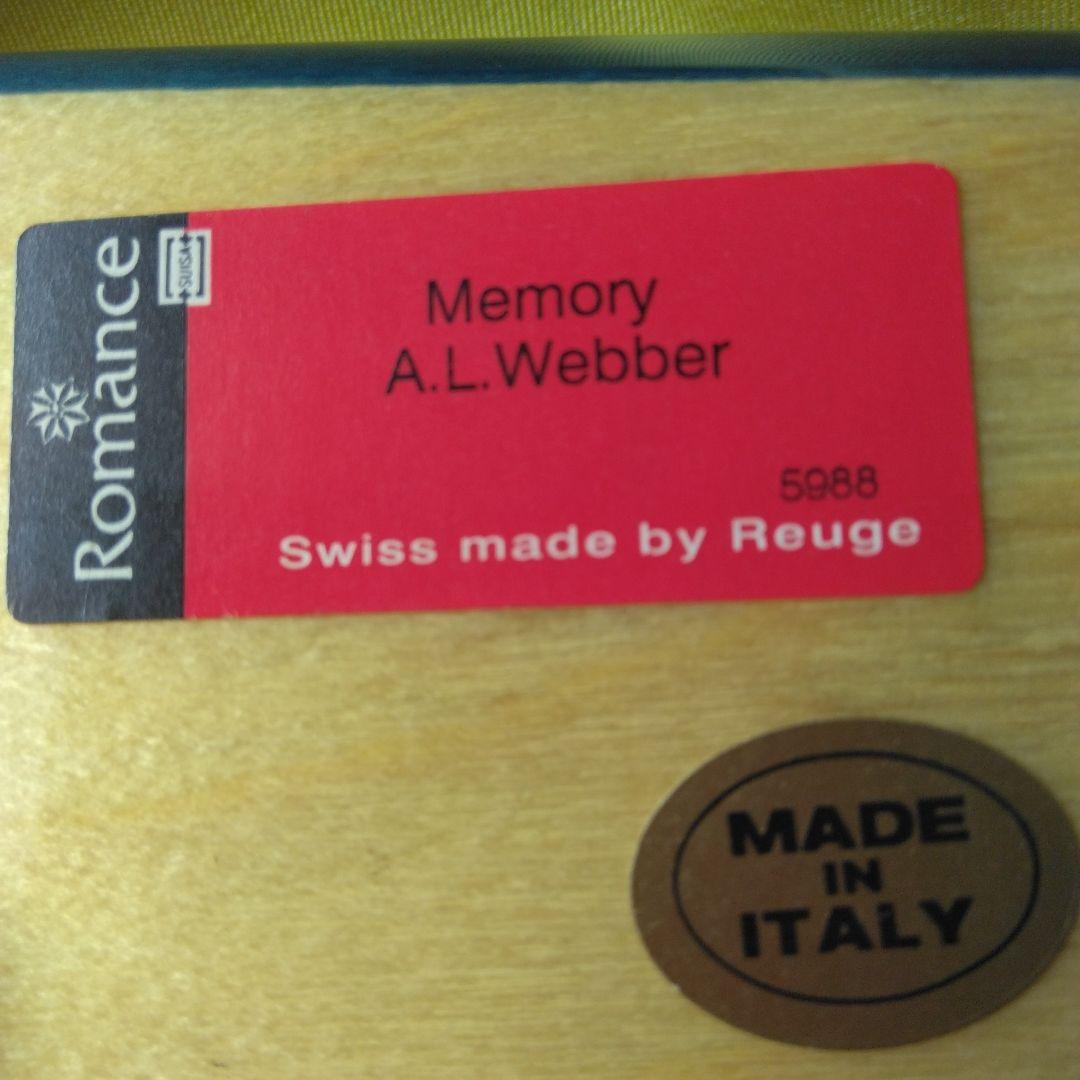 Romance
SUISA
Memory
A.L.Webber
5988
Swiss made by Reuge
MADE
IN
ITALY